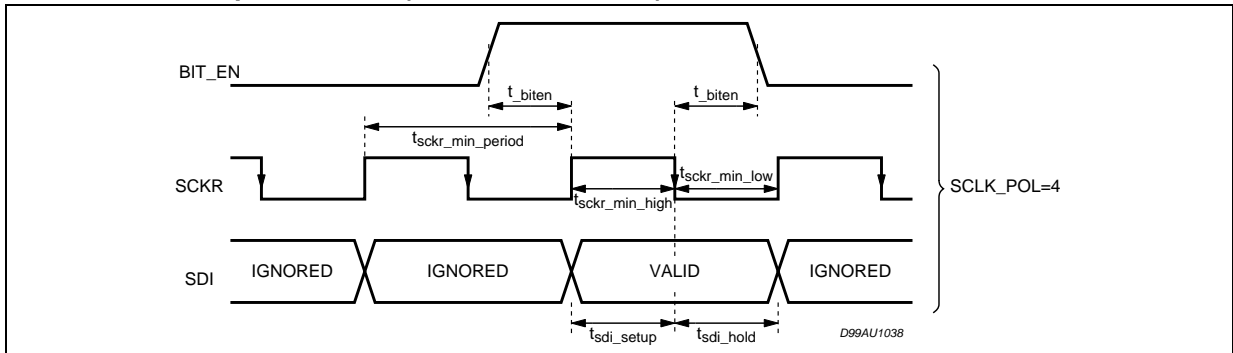 BIT_EN
t_biten
t_biten
tsckr_min_period
SCKR
tsckr_min_low
tsckr_min_high
SCLK_POL=4
SDI
IGNORED
IGNORED
VALID
IGNORED
tsdi_setup
tsdi_hold
D99AU1038